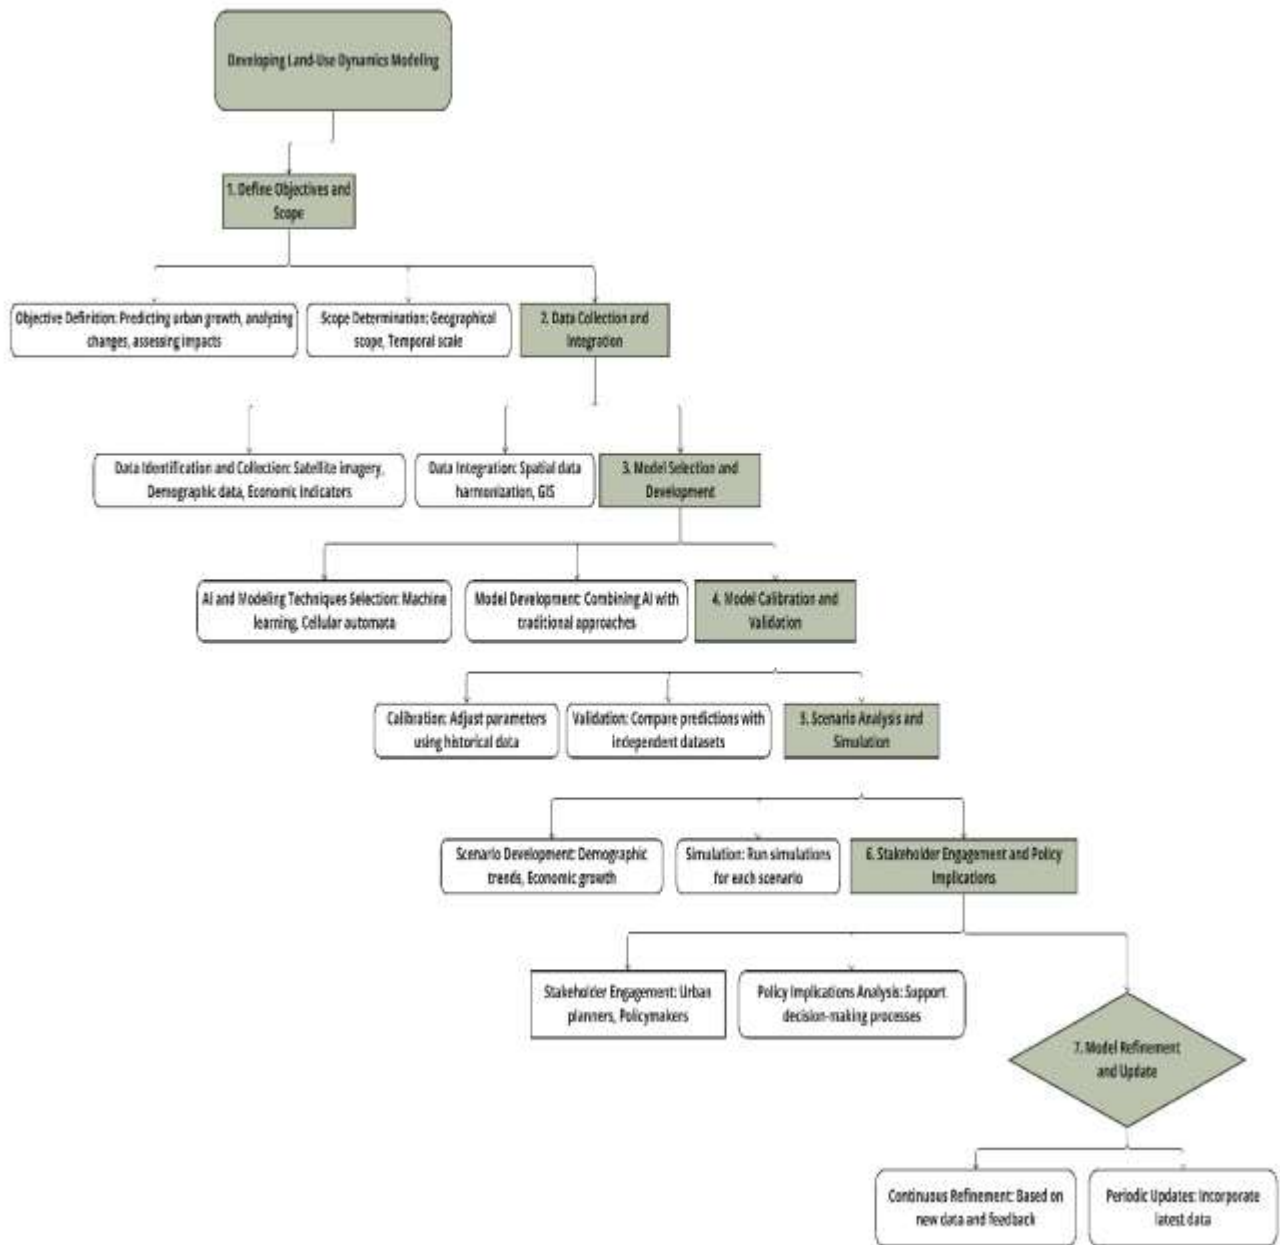 Developing Land-Use Dynamics Modeling
1. Define Objectives and
Scope
Objective Definition: Predicting urban growth, analyzing
changes, assessing impacts
Scope Determination: Geographical
scope, Temporal scale
2. Data Collection and
Integration
Data Identification and Collection: Satellite imagery,
Demographic data, Economic Indicators
Data Integration: Spatial data
harmonization, GIS
3. Model Selection and
Development
AI and Modeling Techniques Selection: Machine
learning, Cellular automata
Model Development: Combining AI with
traditional approaches
4. Model Calibration and
Validation
Calibration: Adjust parameters
using historical data
Validation: Compare predictions with
independent datasets
5. Scenario Analysis and
Simulation
Scenario Development: Demographic
trends, Economic growth
Simulation: Run simulations
for each scenario
6. Stakeholder Engagement and Policy
Implications
Stakeholder Engagement: Urban
planners, Policymakers
Policy Implications Analysis: Support
decision-making processes
7. Model Refinement
and Update
Continuous Refinement: Based on
new data and feedback
Periodic Updates: Incorporate
latest data